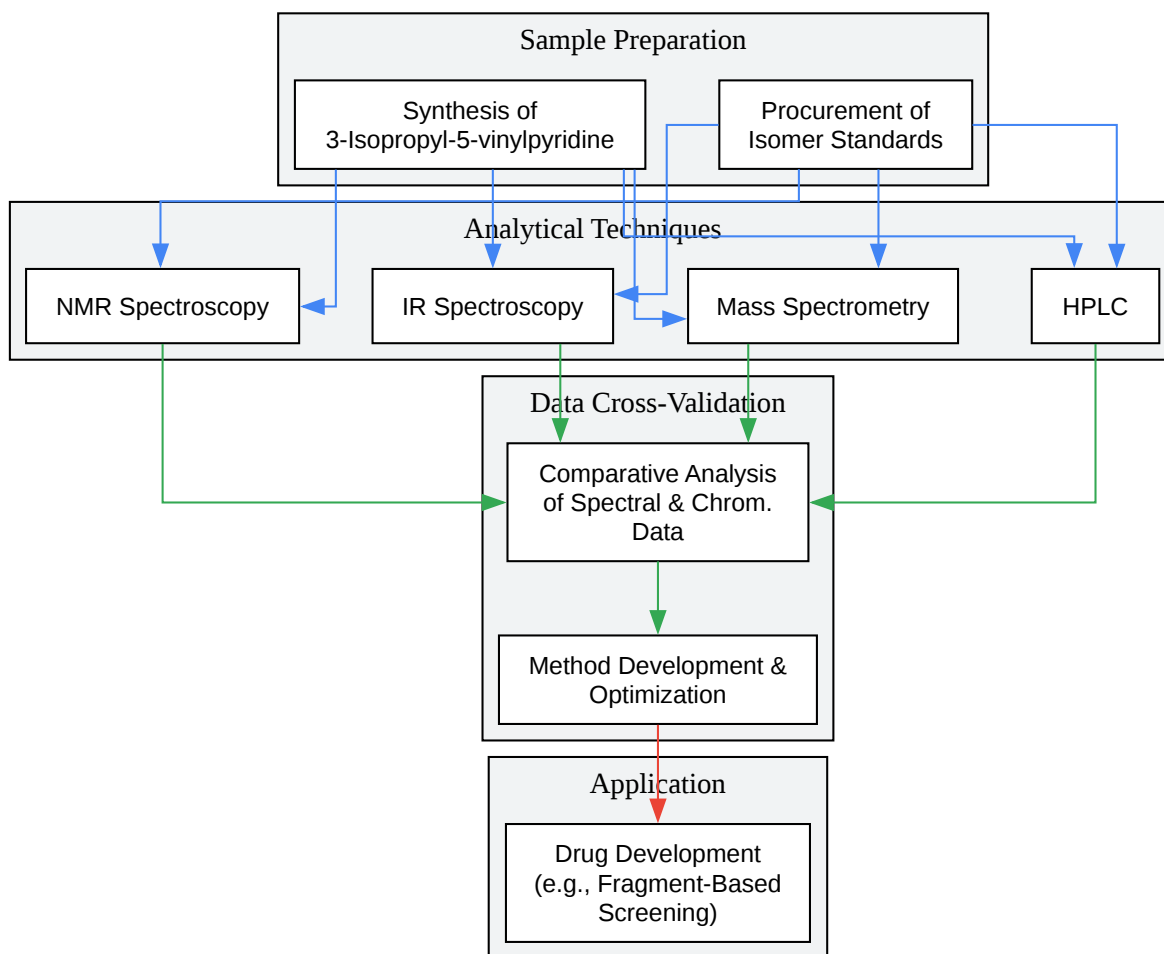 Sample Preparation
Synthesis of
3-Isopropyl-5-vinylpyridine
Procurement of
Isomer Standards
Analytical Techniques
NMR Spectroscopy
IR Spectroscopy
Mass Spectrometry
HPLC
Data Cross-Validation
Comparative Analysis
of Spectral & Chrom.
Data
Method Development &
Optimization
Application
Drug Development
(e.g., Fragment-Based
Screening)